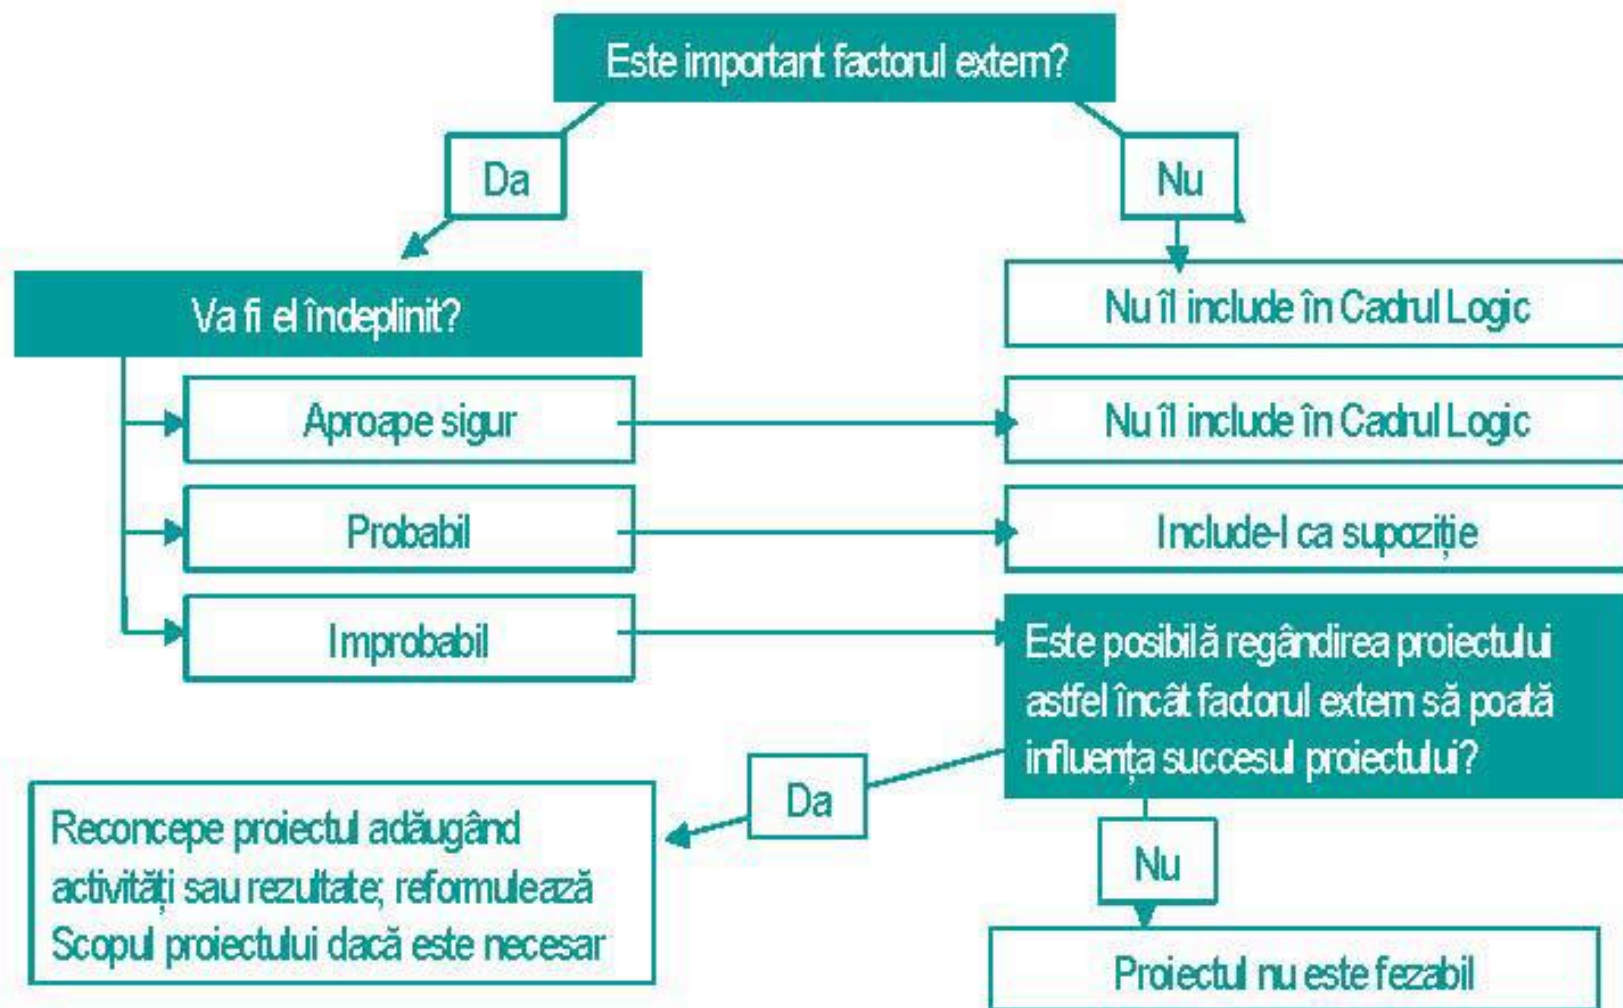 Este important factorul extern?
Da
Nu
Va fi el îndeplinit?
Nu îl include în Cadrul Logic
Aproape sigur
Nu îl include în Cadrul Logic
Probabil
Include-l ca supoziție
Improbabil
Este posibilă regândirea proiectului
astfel încât factorul extern să poată
influența succesul proiectului?
Da
Nu
Reconcepe proiectul adăugând
activități sau rezultate; reformulează
Scopul proiectului dacă este necesar
Proiectul nu este fezabil